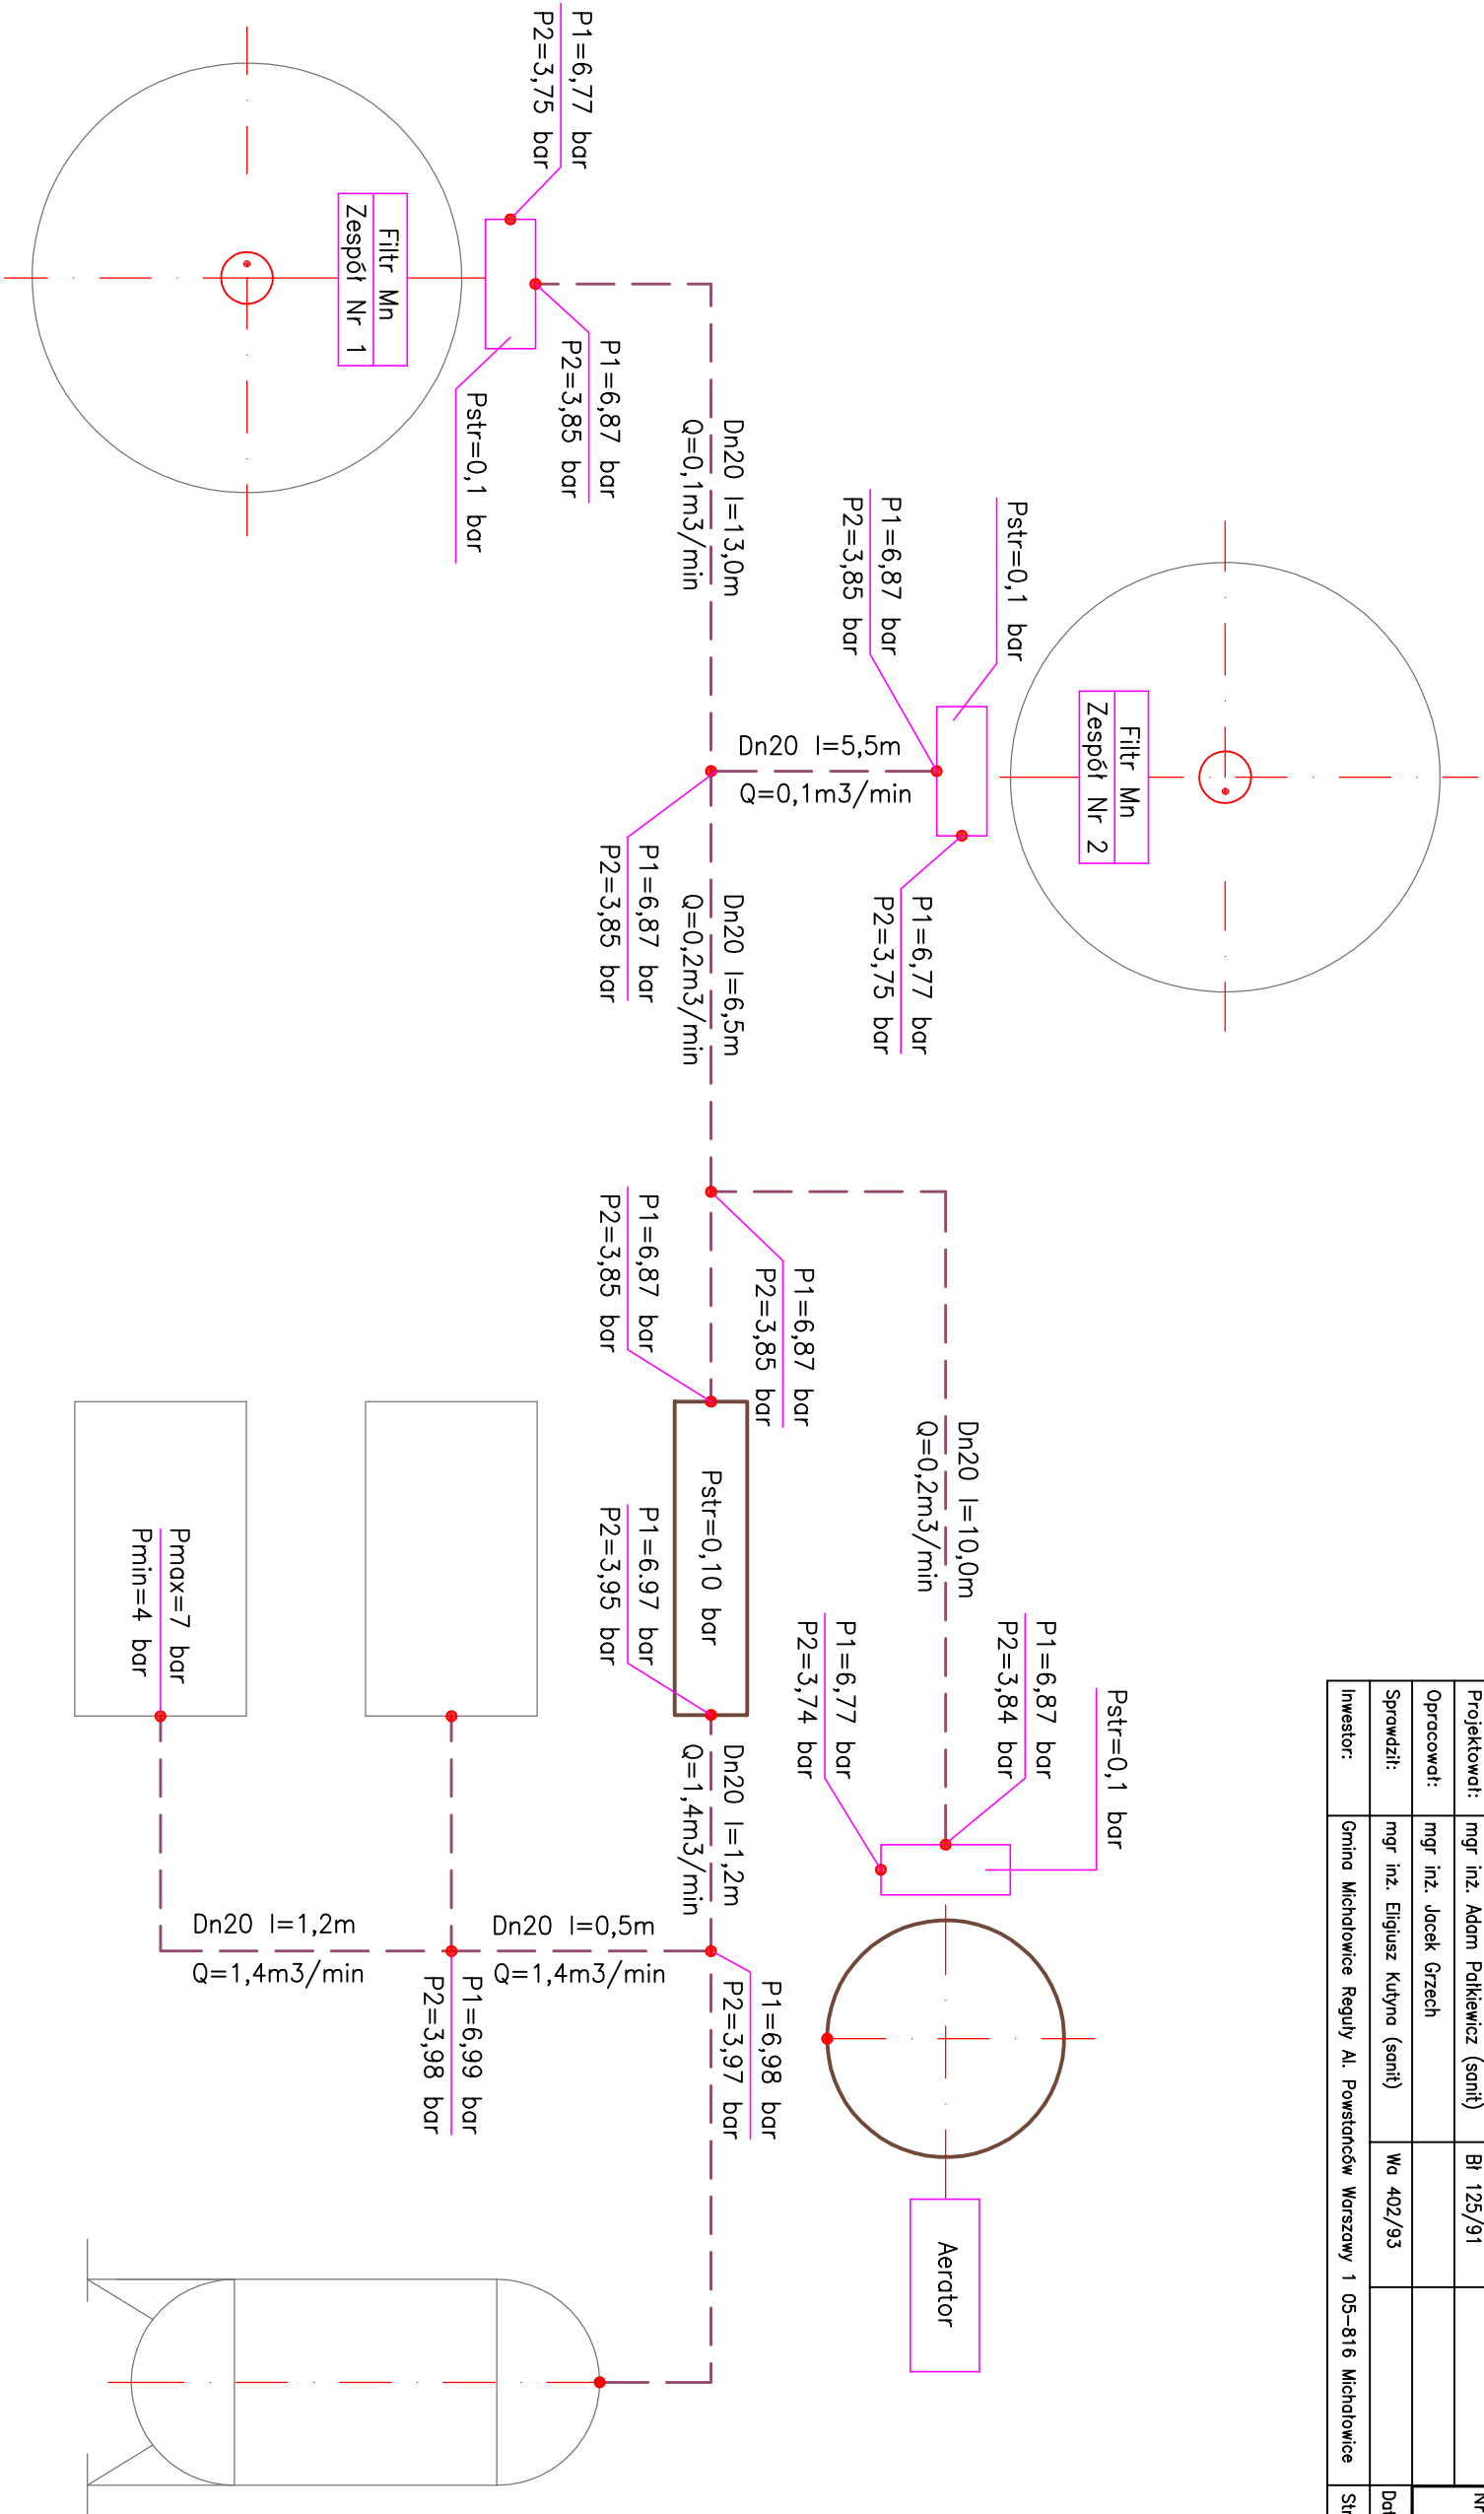 P1=6,77 bar
P2=3,75 bar
Filtr Mn
Zespół Nr 1
P1=6,87 bar
P2=3,85 bar
Pstr=0,1 bar
Dn20 l=13,0m
Q=0,1m3/min
Pstr=0,1 bar
P1=6,87 bar
P2=3,85 bar
Filtr Mn
Zespół Nr 2
Dn20 l=5,5m
Q=0,1m3/min
P1=6,77 bar
P2=3,75 bar
P1=6,87 bar
P2=3,85 bar
Dn20 l=6,5m
Q=0,2m3/min
P1=6,87 bar
P2=3,85 bar
P1=6,87 bar
P2=3,85 bar
Dn20 l=10,0m
Q=0,2m3/min
Pstr=0,10 bar
P1=6.97 bar
P2=3,95 bar
Pmax=7 bar
Pmin=4 bar
P1=6,87 bar
P2=3,84 bar
P1=6,77 bar
P2=3,74 bar
Pstr=0,1 bar
Dn20 l=1,2m
Q=1,4m3/min
Dn20 l=1,2m
Q=1,4m3/min
Dn20 l=0,5m
Q=1,4m3/min
P1=6,99 bar
P2=3,98 bar
P1=6,98 bar
P2=3,97 bar
Aerator
Projektował: mgr inż. Adam Pałkiewicz (sanit) Bł 125/91
Opracował: mgr inż. Jacek Grzech
Sprawdził: mgr inż. Eligiusz Kutyna (sanit) Wa 402/93 Dat
Inwestor: Gmina Michałowice Reguły Al. Powstańców Warszawy 1 05-816 Michałowice Str